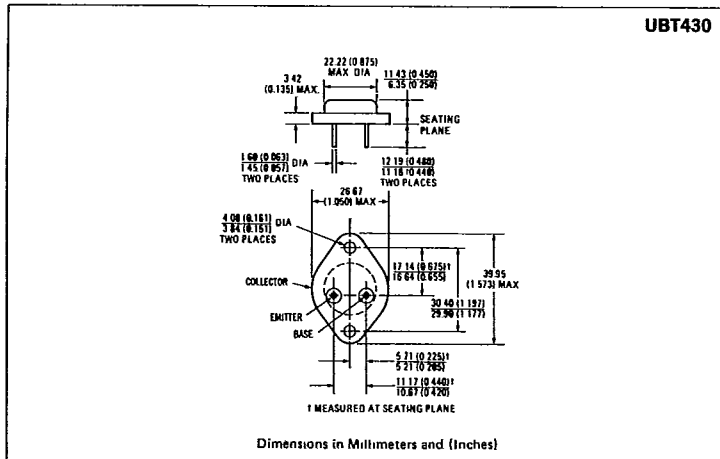 UBT430
22.22 (0.875)
MAX DIA
3.42
(0.135) MAX.
11.43 (0.450)
6.35 (0.250)
SEATING
PLANE
1.60 (0.063) DIA
1.45 (0.057)
TWO PLACES
12.19 (0.480)
11.18 (0.440)
TWO PLACES
26.67
(1.050) MAX
4.08 (0.161) DIA
3.84 (0.151)
TWO PLACES
COLLECTOR
EMITTER
BASE
17.14 (0.675)†
16.64 (0.655)
39.95
(1 573) MAX
30.40 (1 197)
29.90 (1 177)
5.71 (0.225)†
5.21 (0.205)
11.17 (0.440)†
10.67 (0.420)
† MEASURED AT SEATING PLANE
Dimensions in Millimeters and (Inches)